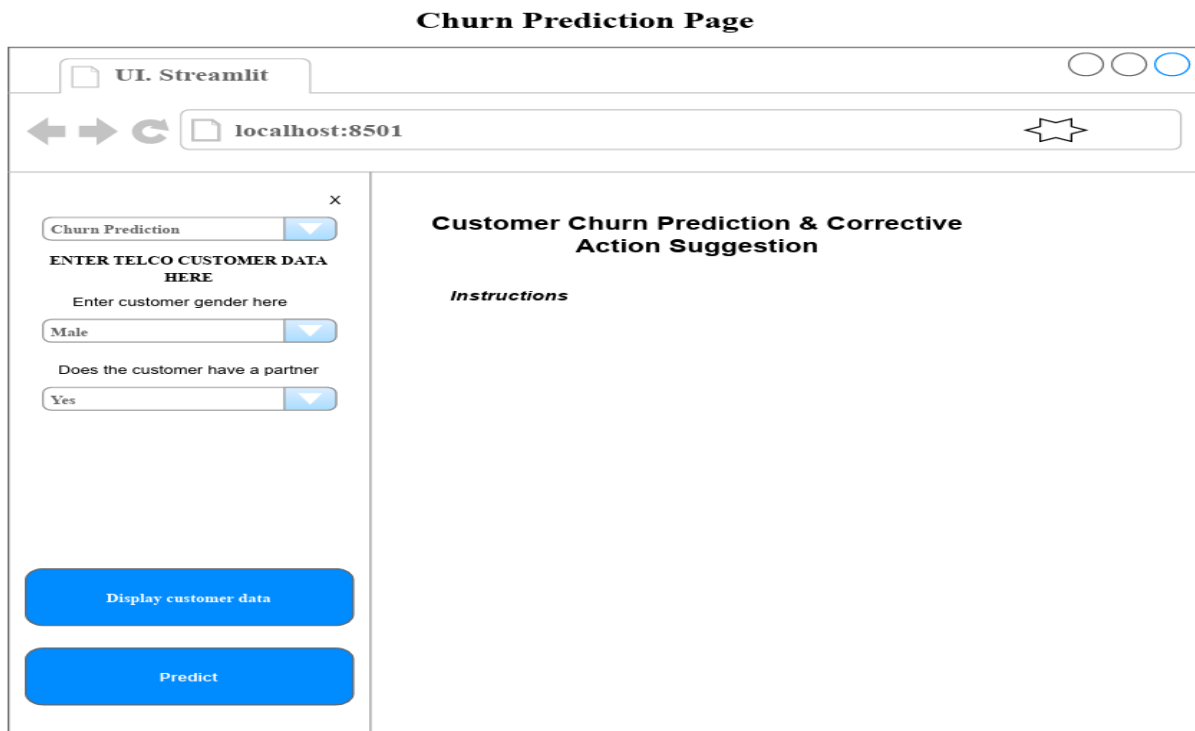 Churn Prediction Page
UI. Streamlit
localhost:8501
x
Churn Prediction
ENTER TELCO CUSTOMER DATA
HERE
Enter customer gender here
Male
Does the customer have a partner
Yes
Display customer data
Predict
Customer Churn Prediction & Corrective
Action Suggestion
Instructions